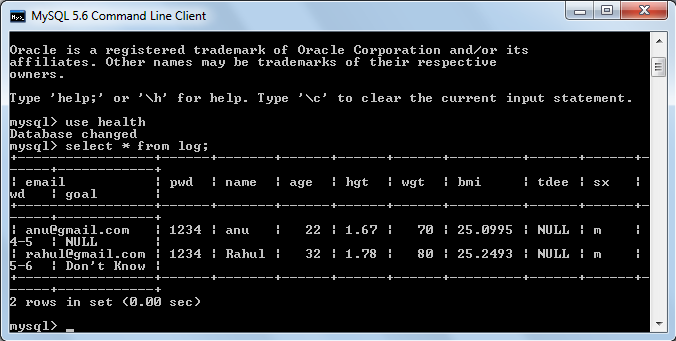 MySQL 5.6 Command Line Client
Oracle is a registered trademark of Oracle Corporation and/or its
affiliates. Other names may be trademarks of their respective
owners.
Type 'help;' or '\h' for help. Type '\c' to clear the current input statement.
mysql> use health
Database changed
mysql> select * from log;
+-----------------+------+-------+------+------+------+---------+------+------+-
-----+------------+
| email           | pwd  | name  | age  | hgt  | wgt  | bmi     | tdee | sx   |
wd   | goal       |
+-----------------+------+-------+------+------+------+---------+------+------+-
-----+------------+
| anu@gmail.com   | 1234 | anu   |   22 | 1.67 |   70 | 25.0995 | NULL | m    |
4-5  | NULL       |
| rahul@gmail.com | 1234 | Rahul |   32 | 1.78 |   80 | 25.2493 | NULL | m    |
5-6  | Don't Know |
+-----------------+------+-------+------+------+------+---------+------+------+-
-----+------------+
2 rows in set (0.00 sec)
mysql> _